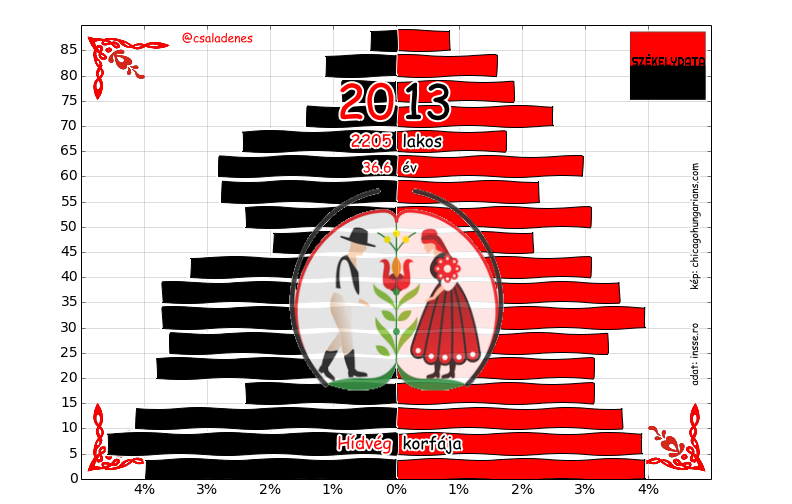 @csaladenes
SZÉKELYDATA
2013
2205 lakos
36.6 év
kép: chicagohungarians.com
adat: insse.ro
Hídvég korfája
85
80
75
70
65
60
55
50
45
40
35
30
25
20
15
10
5
0
4% 3% 2% 1% 0% 1% 2% 3% 4%